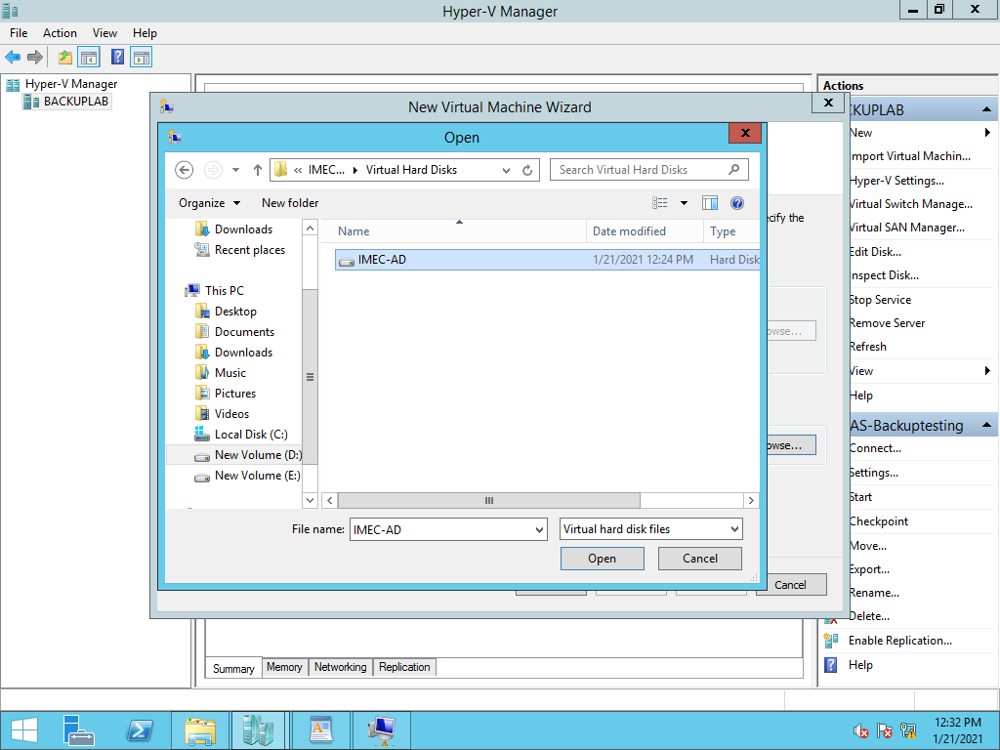 Hyper-V Manager
File Action View Help
Hyper-V Manager
BACKUPLAB
New Virtual Machine Wizard
Open
« IMEC... Virtual Hard Disks
Search Virtual Hard Disks
Organize New folder
Downloads
Recent places
This PC
Desktop
Documents
Downloads
Music
Pictures
Videos
Local Disk (C:)
New Volume (D:)
New Volume (E:)
Name Date modified Type
IMEC-AD 1/21/2021 12:24 PM Hard Disk
File name: IMEC-AD Virtual hard disk files
Open Cancel
the
Cancel
Summary Memory Networking Replication
Actions
KUPLAB
New
mport Virtual Machin...
Hyper-V Settings...
Virtual Switch Manage...
Virtual SAN Manager...
Edit Disk...
nspect Disk...
Stop Service
Remove Server
Refresh
View
Help
AS-Backuptesting
Connect...
Settings...
Start
Checkpoint
Move...
Export...
Rename...
Delete...
Enable Replication...
Help
12:32 PM
1/21/2021